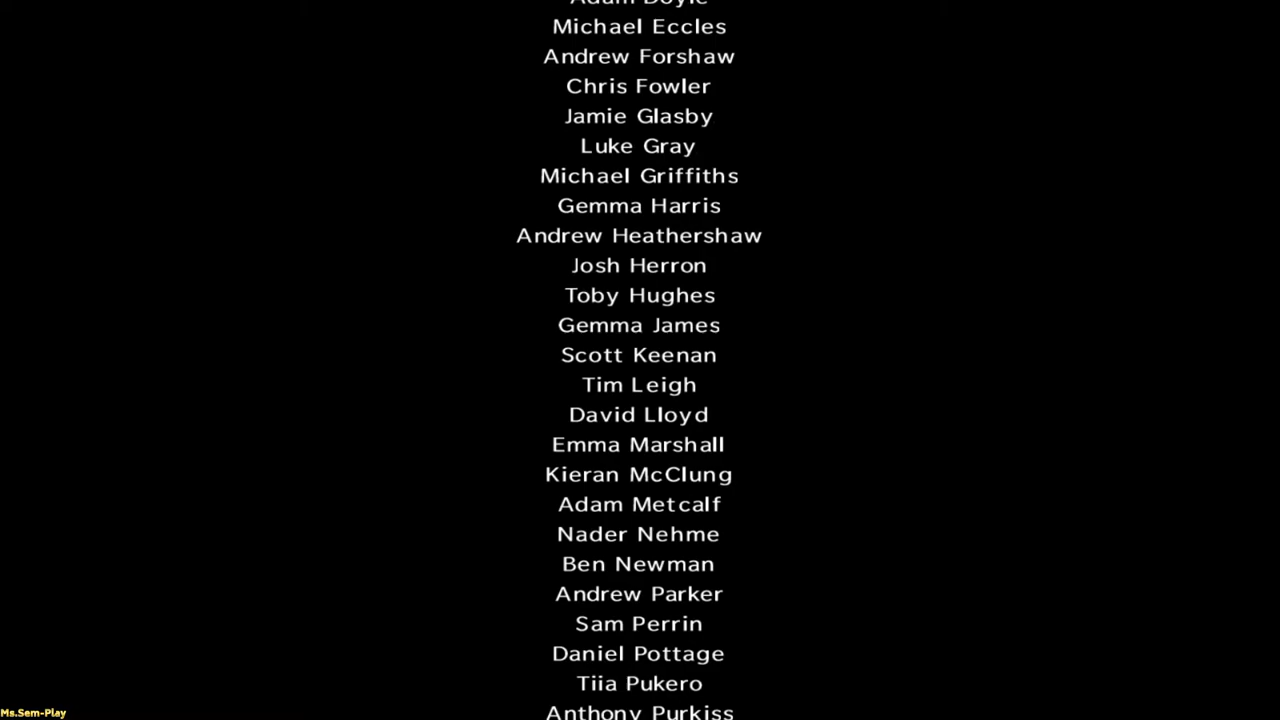 Adam Doyle
Michael Eccles
Andrew Forshaw
Chris Fowler
Jamie Glasby
Luke Gray
Michael Griffiths
Gemma Harris
Andrew Heathershaw
Josh Herron
Toby Hughes
Gemma James
Scott Keenan
Tim Leigh
David Lloyd
Emma Marshall
Kieran McClung
Adam Metcalf
Nader Nehme
Ben Newman
Andrew Parker
Sam Perrin
Daniel Pottage
Tiia Pukero
Anthony Purkiss
Ms.Sem-Play